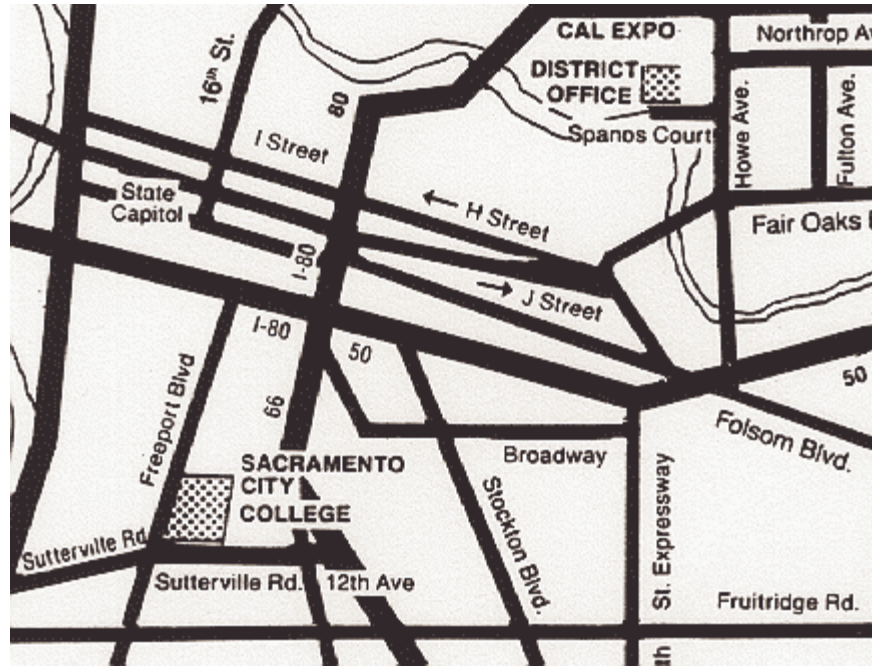 CAL EXPO
Northrop Av
16th St.
DISTRICT
OFFICE
80
Spanos Court
Howe Ave.
Fulton Ave.
I Street
State
Capitol
H Street
Fair Oaks
I-80
J Street
I-80
50
50
Freeport Blvd
66
Folsom Blvd.
SACRAMENTO
CITY
COLLEGE
Broadway
Stockton Blvd.
St. Expressway
Sutterville Rd
Sutterville Rd.
12th Ave
Fruitridge Rd.
th